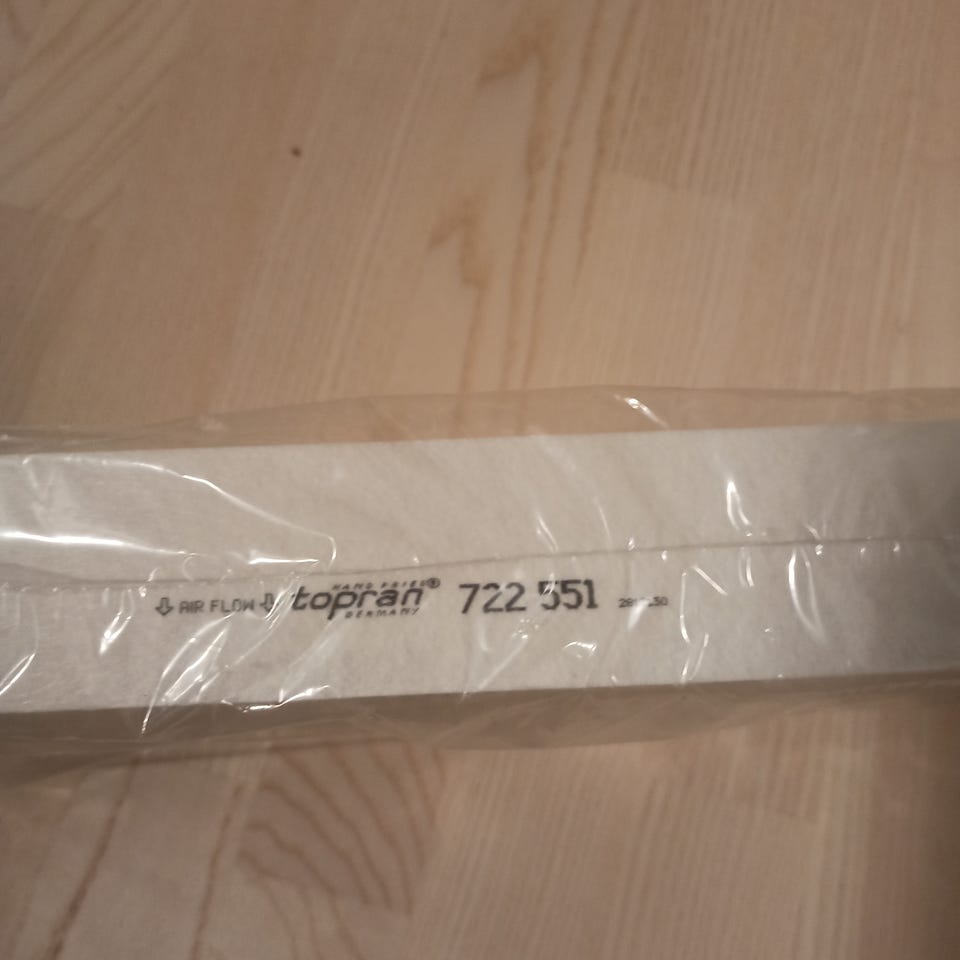 HANS PRIES
⇩ AIR FLOW ⇩ topran® 722 551
GERMANY